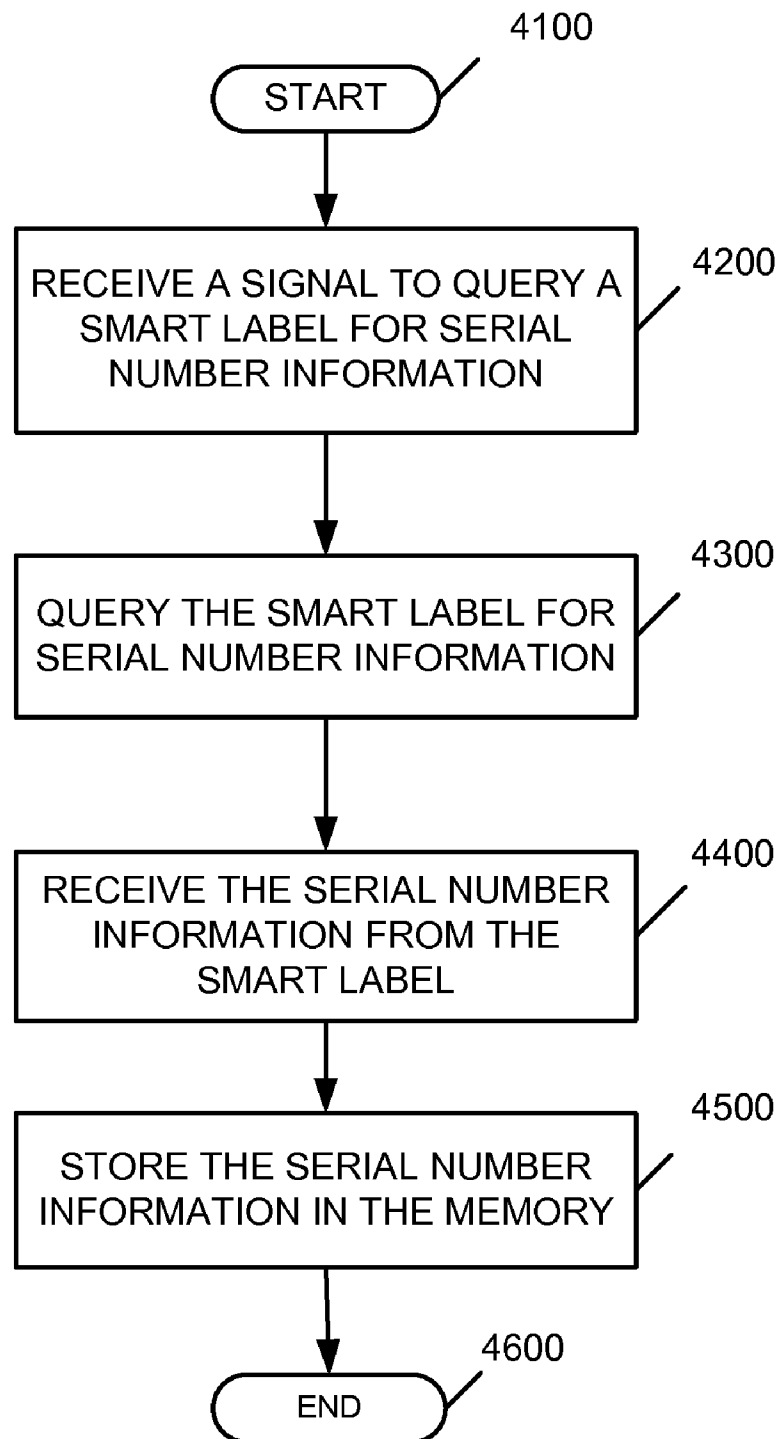 4100
START
4200
RECEIVE A SIGNAL TO QUERY A
SMART LABEL FOR SERIAL
NUMBER INFORMATION
4300
QUERY THE SMART LABEL FOR
SERIAL NUMBER INFORMATION
4400
RECEIVE THE SERIAL NUMBER
INFORMATION FROM THE
SMART LABEL
4500
STORE THE SERIAL NUMBER
INFORMATION IN THE MEMORY
4600
END